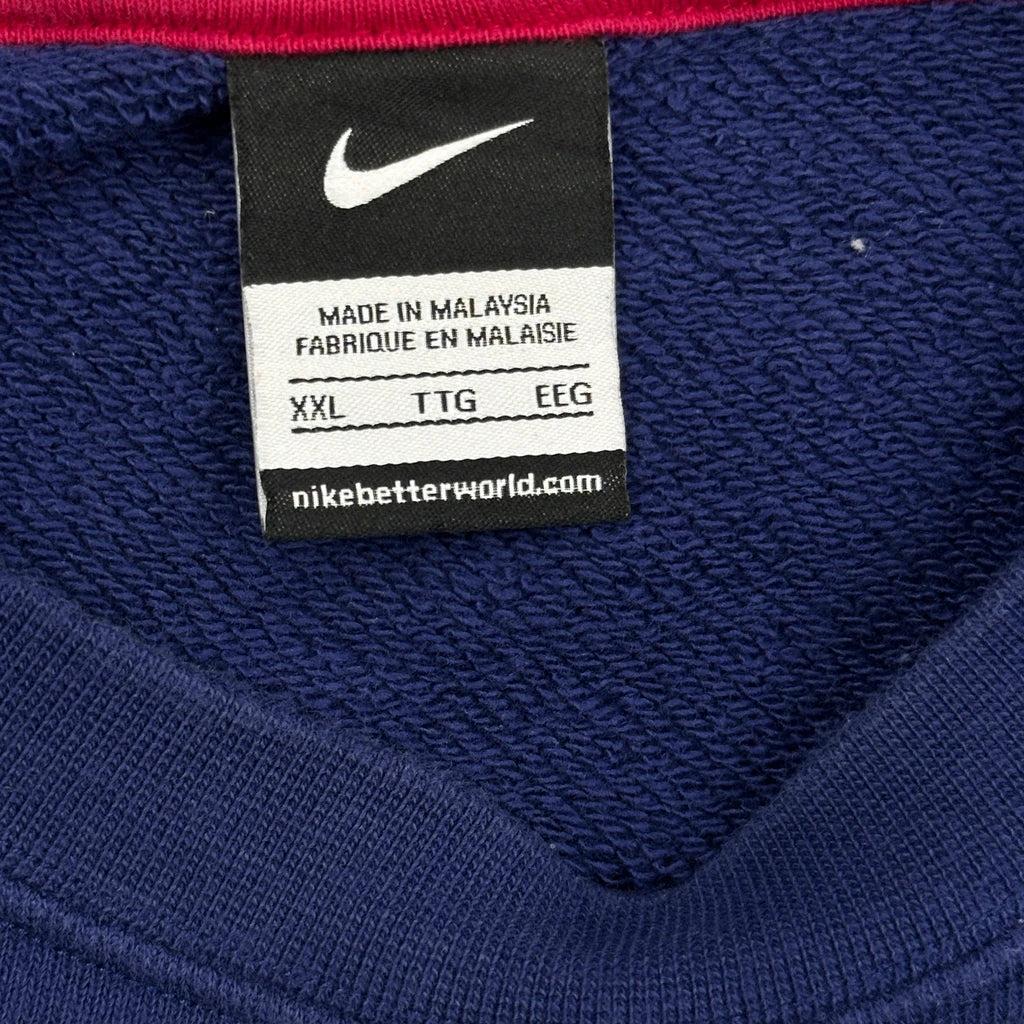 MADE IN MALAYSIA
FABRIQUE EN MALAISIE
XXL TTG EEG
nikebetterworld.com